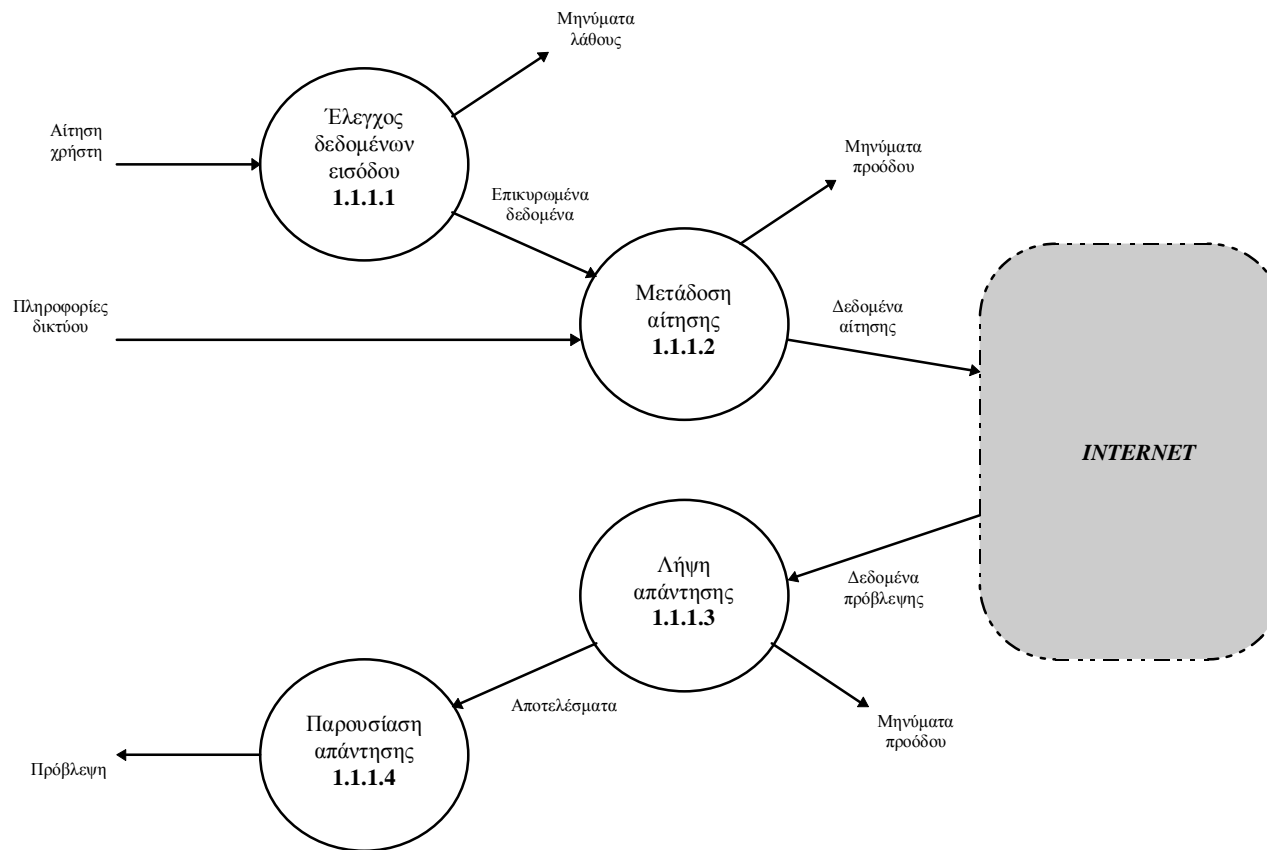 Μηνύματα
λάθους
Έλεγχος
δεδομένων
εισόδου
1.1.1.1
Αίτηση
χρήστη
Μηνύματα
προόδου
Επικυρωμένα
δεδομένα
Μετάδοση
αίτησης
1.1.1.2
Πληροφορίες
δικτύου
Δεδομένα
αίτησης
INTERNET
Λήψη
απάντησης
1.1.1.3
Δεδομένα
πρόβλεψης
Αποτελέσματα
Μηνύματα
προόδου
Παρουσίαση
απάντησης
1.1.1.4
Πρόβλεψη